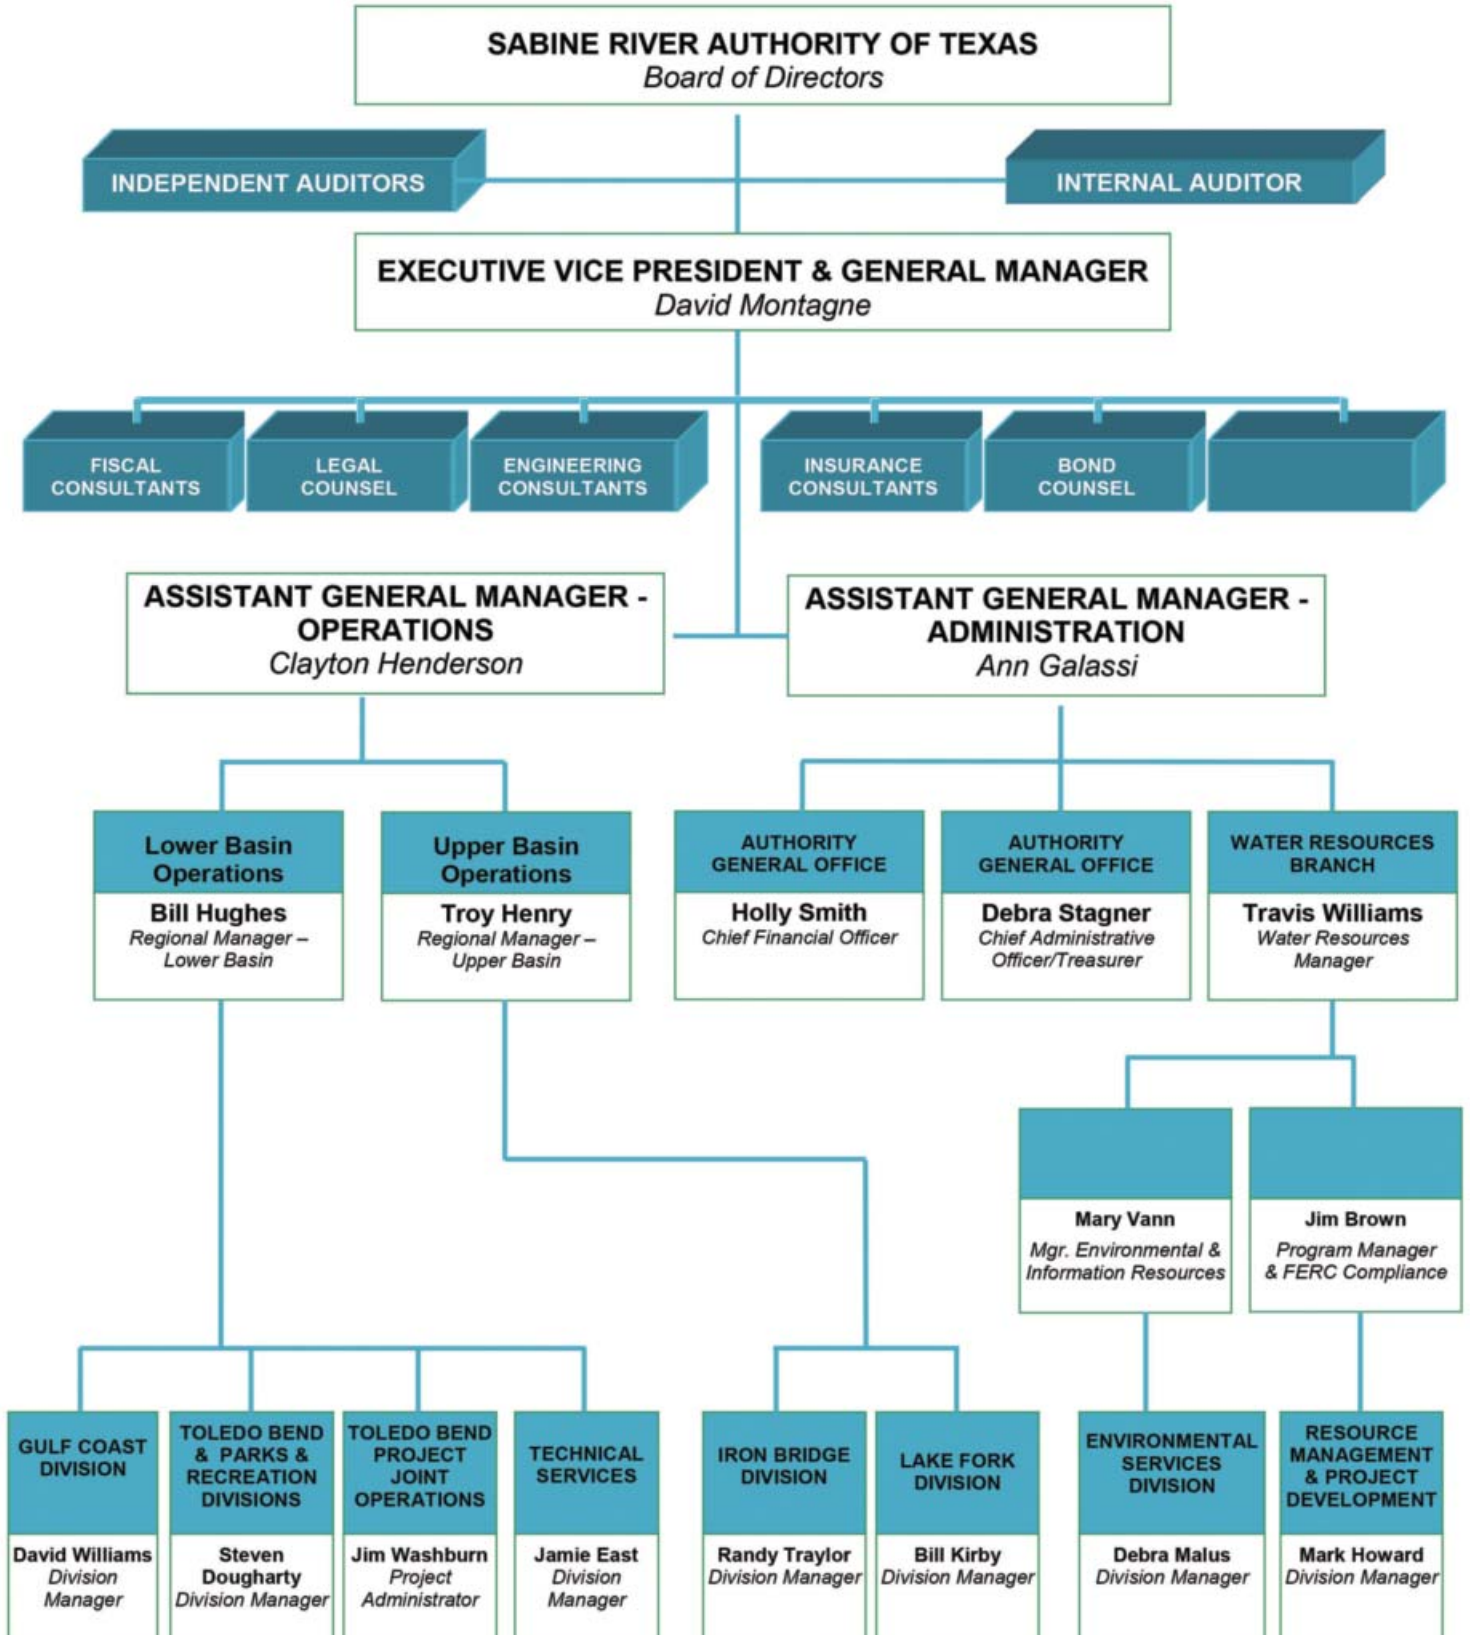 SABINE RIVER AUTHORITY OF TEXAS
Board of Directors
INDEPENDENT AUDITORS
INTERNAL AUDITOR
EXECUTIVE VICE PRESIDENT & GENERAL MANAGER
David Montagne
FISCAL
CONSULTANTS
LEGAL
COUNSEL
ENGINEERING
CONSULTANTS
INSURANCE
CONSULTANTS
BOND
COUNSEL
ASSISTANT GENERAL MANAGER -
OPERATIONS
Clayton Henderson
ASSISTANT GENERAL MANAGER -
ADMINISTRATION
Ann Galassi
Lower Basin
Operations
Bill Hughes
Regional Manager –
Lower Basin
Upper Basin
Operations
Troy Henry
Regional Manager –
Upper Basin
AUTHORITY
GENERAL OFFICE
Holly Smith
Chief Financial Officer
AUTHORITY
GENERAL OFFICE
Debra Stagner
Chief Administrative
Officer/Treasurer
WATER RESOURCES
BRANCH
Travis Williams
Water Resources
Manager
Mary Vann
Mgr. Environmental &
Information Resources
Jim Brown
Program Manager
& FERC Compliance
GULF COAST
DIVISION
David Williams
Division
Manager
TOLEDO BEND
& PARKS &
RECREATION
DIVISIONS
Steven
Dougharty
Division Manager
TOLEDO BEND
PROJECT
JOINT
OPERATIONS
Jim Washburn
Project
Administrator
TECHNICAL
SERVICES
Jamie East
Division
Manager
IRON BRIDGE
DIVISION
Randy Traylor
Division Manager
LAKE FORK
DIVISION
Bill Kirby
Division Manager
ENVIRONMENTAL
SERVICES
DIVISION
Debra Malus
Division Manager
RESOURCE
MANAGEMENT
& PROJECT
DEVELOPMENT
Mark Howard
Division Manager